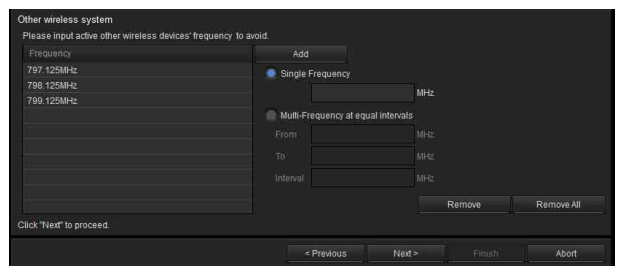 Other wireless system
Please input active other wireless devices' frequency to avoid.
Frequency
797.125MHz
798.125MHz
799.125MHz
Add
Single Frequency
MHz
Multi-Frequency at equal intervals
From MHz
To MHz
Interval MHz
Remove Remove All
Click "Next" to proceed.
< Previous Next > Finish Abort